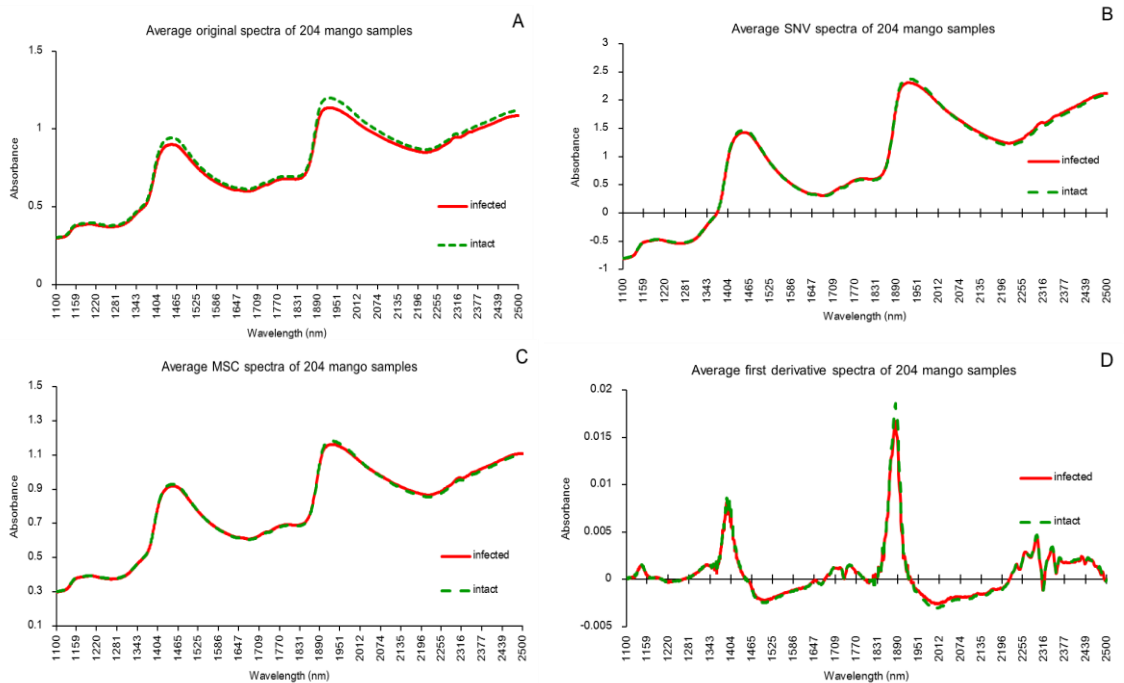 A
Average original spectra of 204 mango samples
1.5
1
0.5
0
Absorbance
infected
intact
1100 1159 1220 1281 1343 1404 1465 1525 1586 1647 1709 1770 1831 1890 1951 2012 2074 2135 2196 2255 2316 2377 2439 2500
Wavelength (nm)
B
Average SNV spectra of 204 mango samples
3
2.5
2
1.5
1
0.5
0
-0.5
-1
Absorbance
infected
intact
1100 1159 1220 1281 1343 1404 1465 1525 1586 1647 1709 1770 1831 1890 1951 2012 2074 2135 2196 2255 2316 2377 2439 2500
Wavelength (nm)
C
Average MSC spectra of 204 mango samples
1.5
1.3
1.1
0.9
0.7
0.5
0.3
0.1
Absorbance
infected
intact
1100 1159 1220 1281 1343 1404 1465 1525 1586 1647 1709 1770 1831 1890 1951 2012 2074 2135 2196 2255 2316 2377 2439 2500
Wavelength (nm)
D
Average first derivative spectra of 204 mango samples
0.02
0.015
0.01
0.005
0
-0.005
Absorbance
infected
intact
1100 1159 1220 1281 1343 1404 1465 1525 1586 1647 1709 1770 1831 1890 1951 2012 2074 2135 2196 2255 2316 2377 2439 2500
Wavelength (nm)